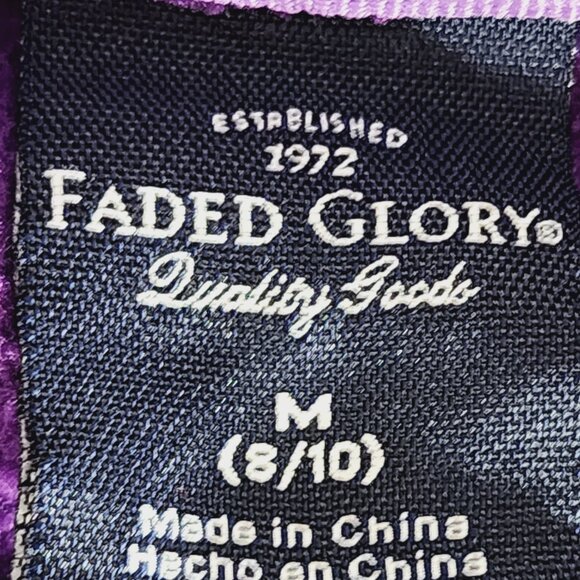 ESTABLISHED
1972
FADED GLORY®
Quality Goods
M
(8/10)
Made in China
Hecho en China